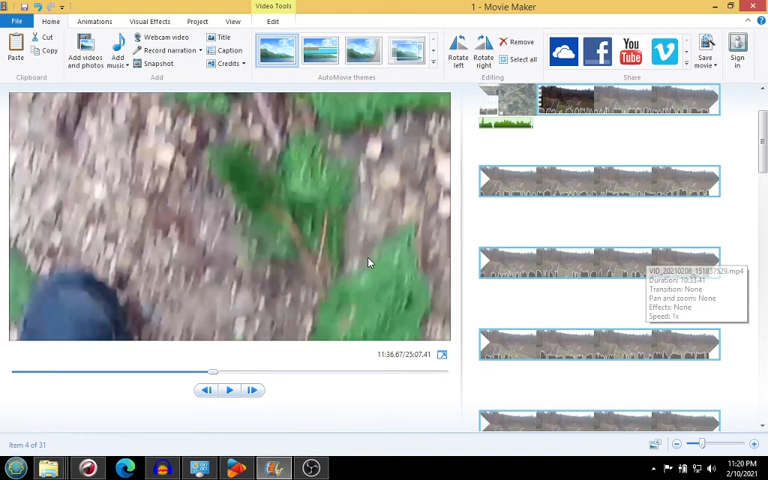 Video Tools
1 - Movie Maker
File
Home
Animations
Visual Effects
Project
View
Edit
Paste
Cut
Copy
Clipboard
Add videos
and photos
Add
music
Webcam video
Record narration
Snapshot
Title
Caption
Credits
Add
AutoMovie themes
Rotate
left
Rotate
right
Remove
Select all
Editing
You
Tube
Share
Save
movie
Sign
in
VID_20210208_151837529.mp4
Duration: 10:33.41
Transition: None
Pan and zoom: None
Effects: None
Speed: 1x
11:36.67/25:07.41
Item 4 of 31
11:20 PM
2/10/2021